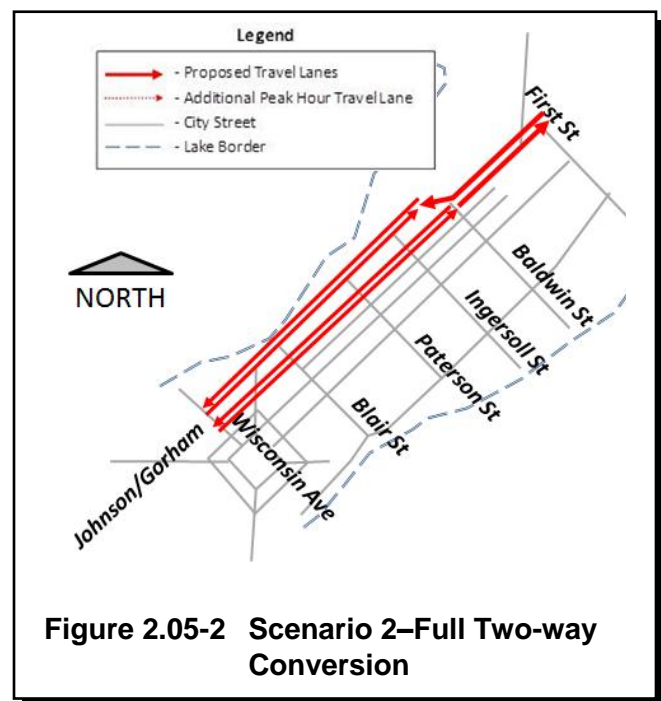 Legend
- Proposed Travel Lanes
- Additional Peak Hour Travel Lane
- City Street
- Lake Border
First St
NORTH
Baldwin St
Ingersoll St
Paterson St
Blair St
Wisconsin Ave
Johnson/Gorham
Figure 2.05-2 Scenario 2–Full Two-way
Conversion